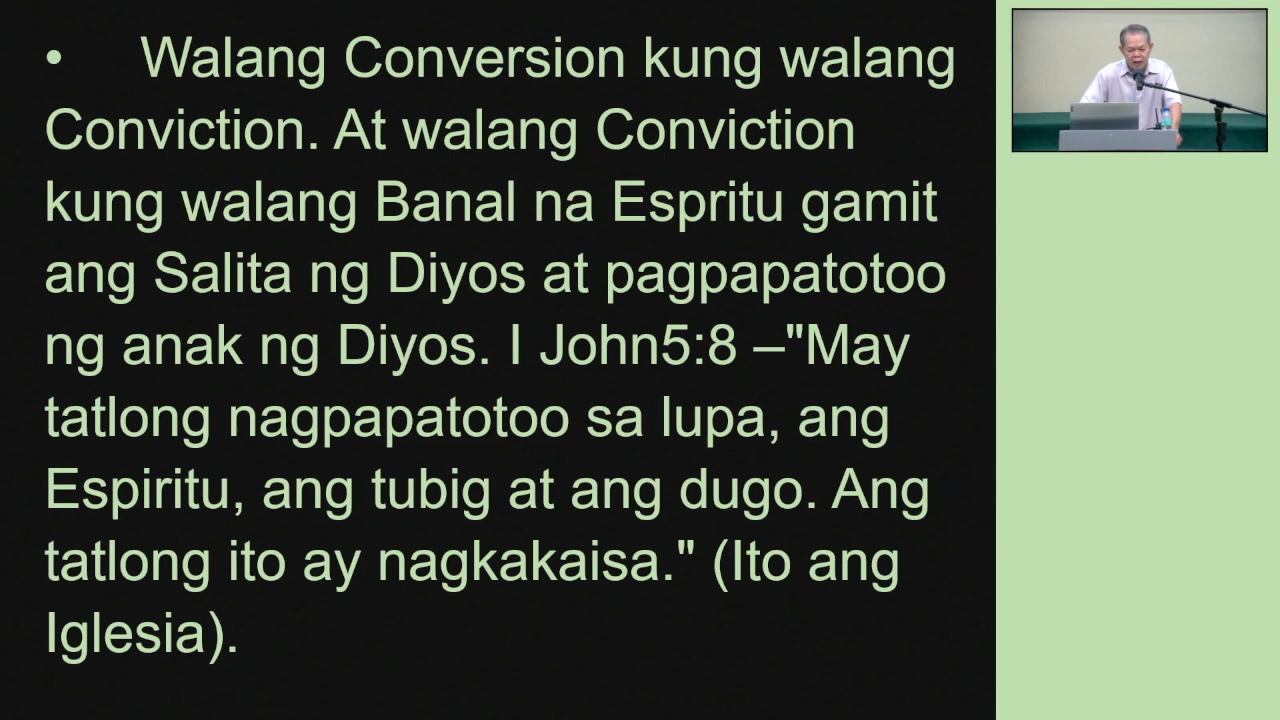 • Walang Conversion kung walang
Conviction. At walang Conviction
kung walang Banal na Espritu gamit
ang Salita ng Diyos at pagpapatotoo
ng anak ng Diyos. I John5:8 –"May
tatlong nagpapatotoo sa lupa, ang
Espiritu, ang tubig at ang dugo. Ang
tatlong ito ay nagkakaisa." (Ito ang
Iglesia).